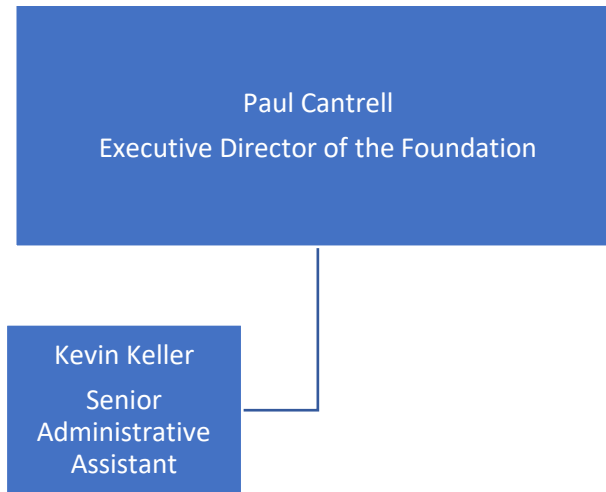 Paul Cantrell
Executive Director of the Foundation
Kevin Keller
Senior
Administrative
Assistant